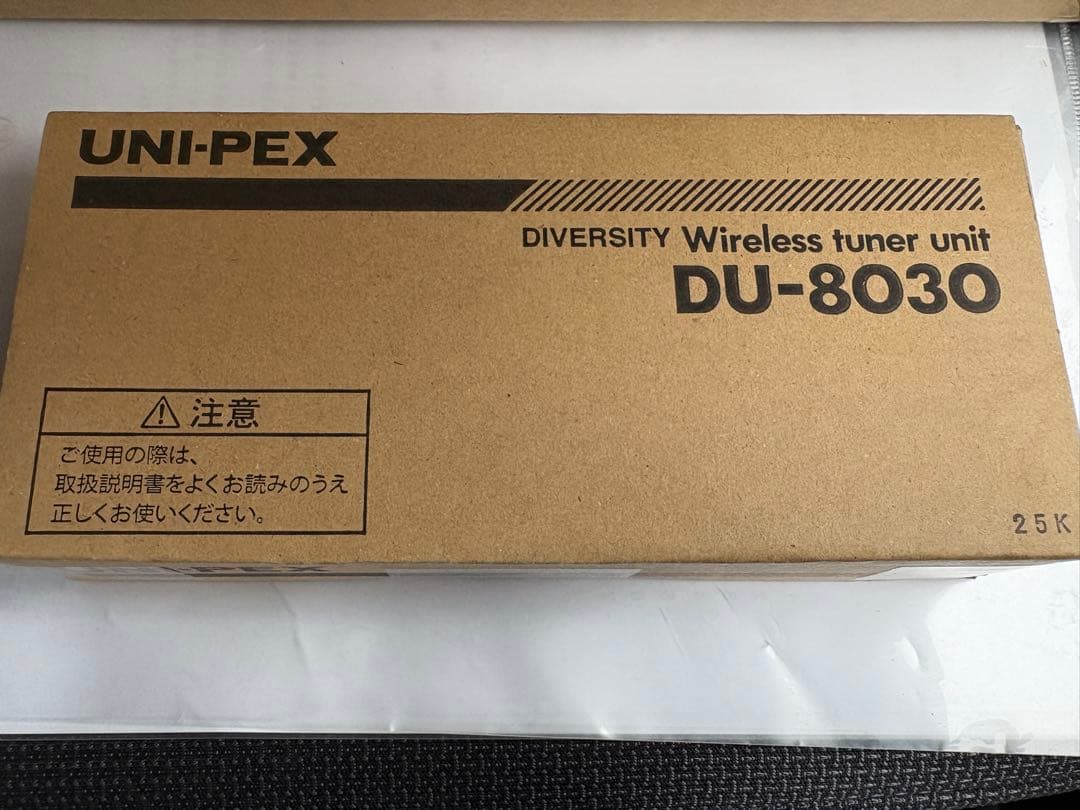 UNI-PEX
DIVERSITY Wireless tuner unit
DU-8030
⚠ 注意
ご使用の際は、
取扱説明書をよくお読みのうえ
正しくお使いください。
25K